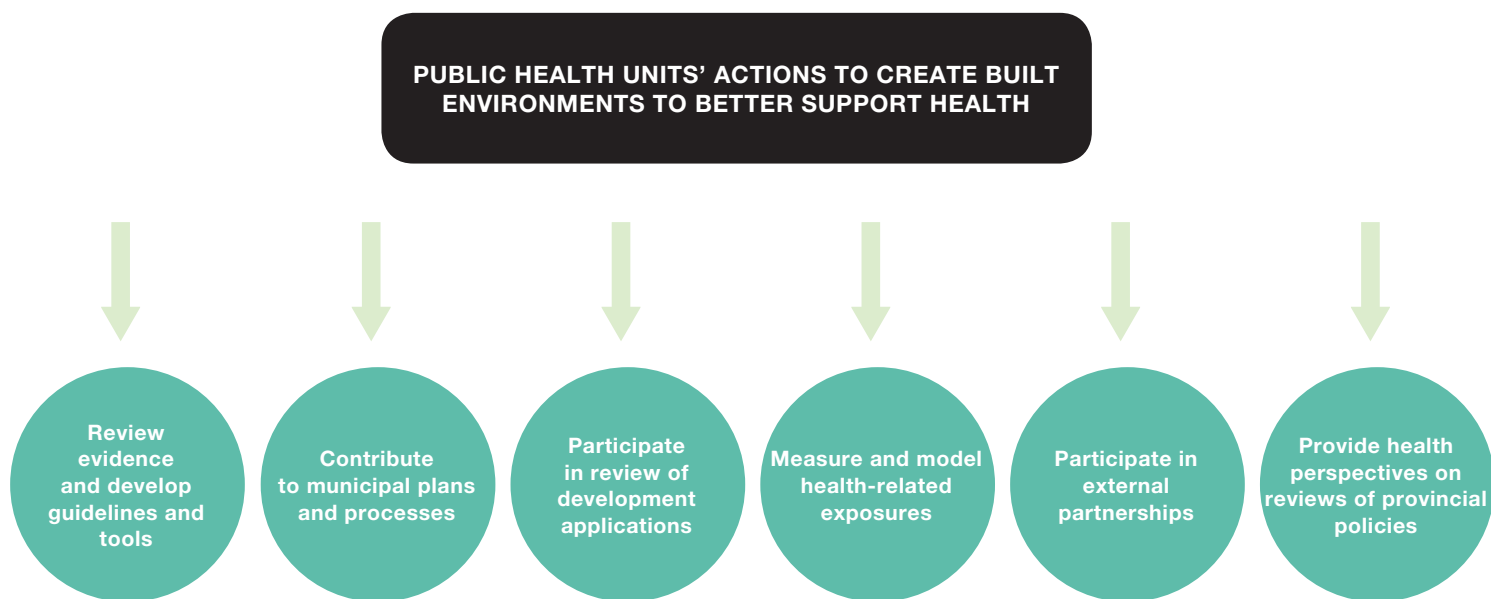 PUBLIC HEALTH UNITS’ ACTIONS TO CREATE BUILT
ENVIRONMENTS TO BETTER SUPPORT HEALTH
Review
evidence
and develop
guidelines and
tools
Contribute
to municipal plans
and processes
Participate
in review of
development
applications
Measure and model
health-related
exposures
Participate in
external
partnerships
Provide health
perspectives on
reviews of provincial
policies